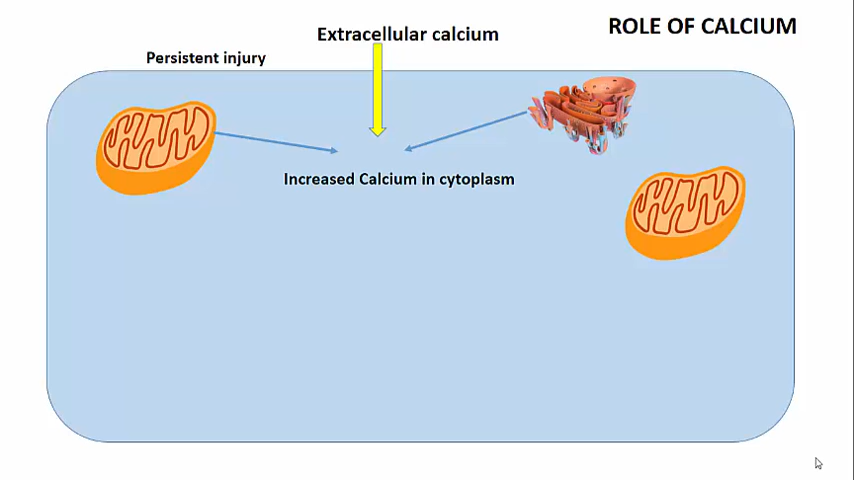 ROLE OF CALCIUM
Extracellular calcium
Persistent injury
Increased Calcium in cytoplasm